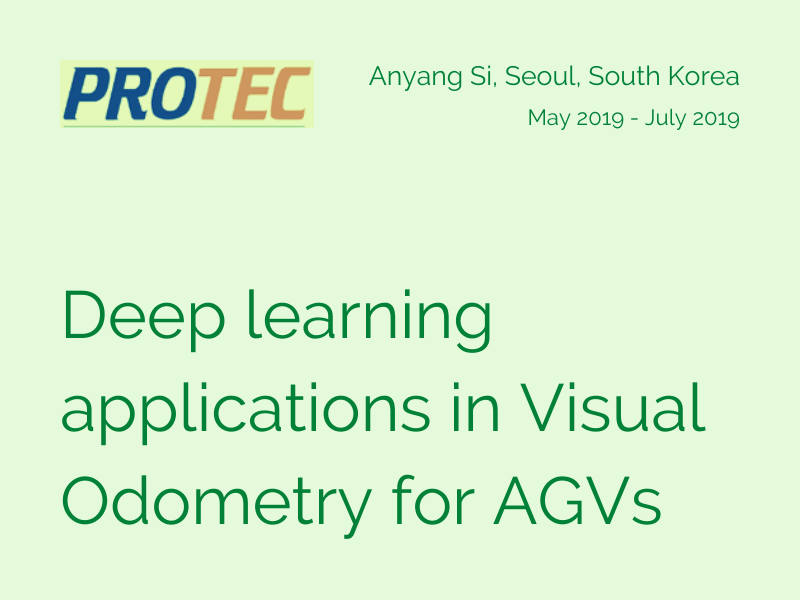 PROTEC
Anyang Si, Seoul, South Korea
May 2019 - July 2019
Deep learning
applications in Visual
Odometry for AGVs